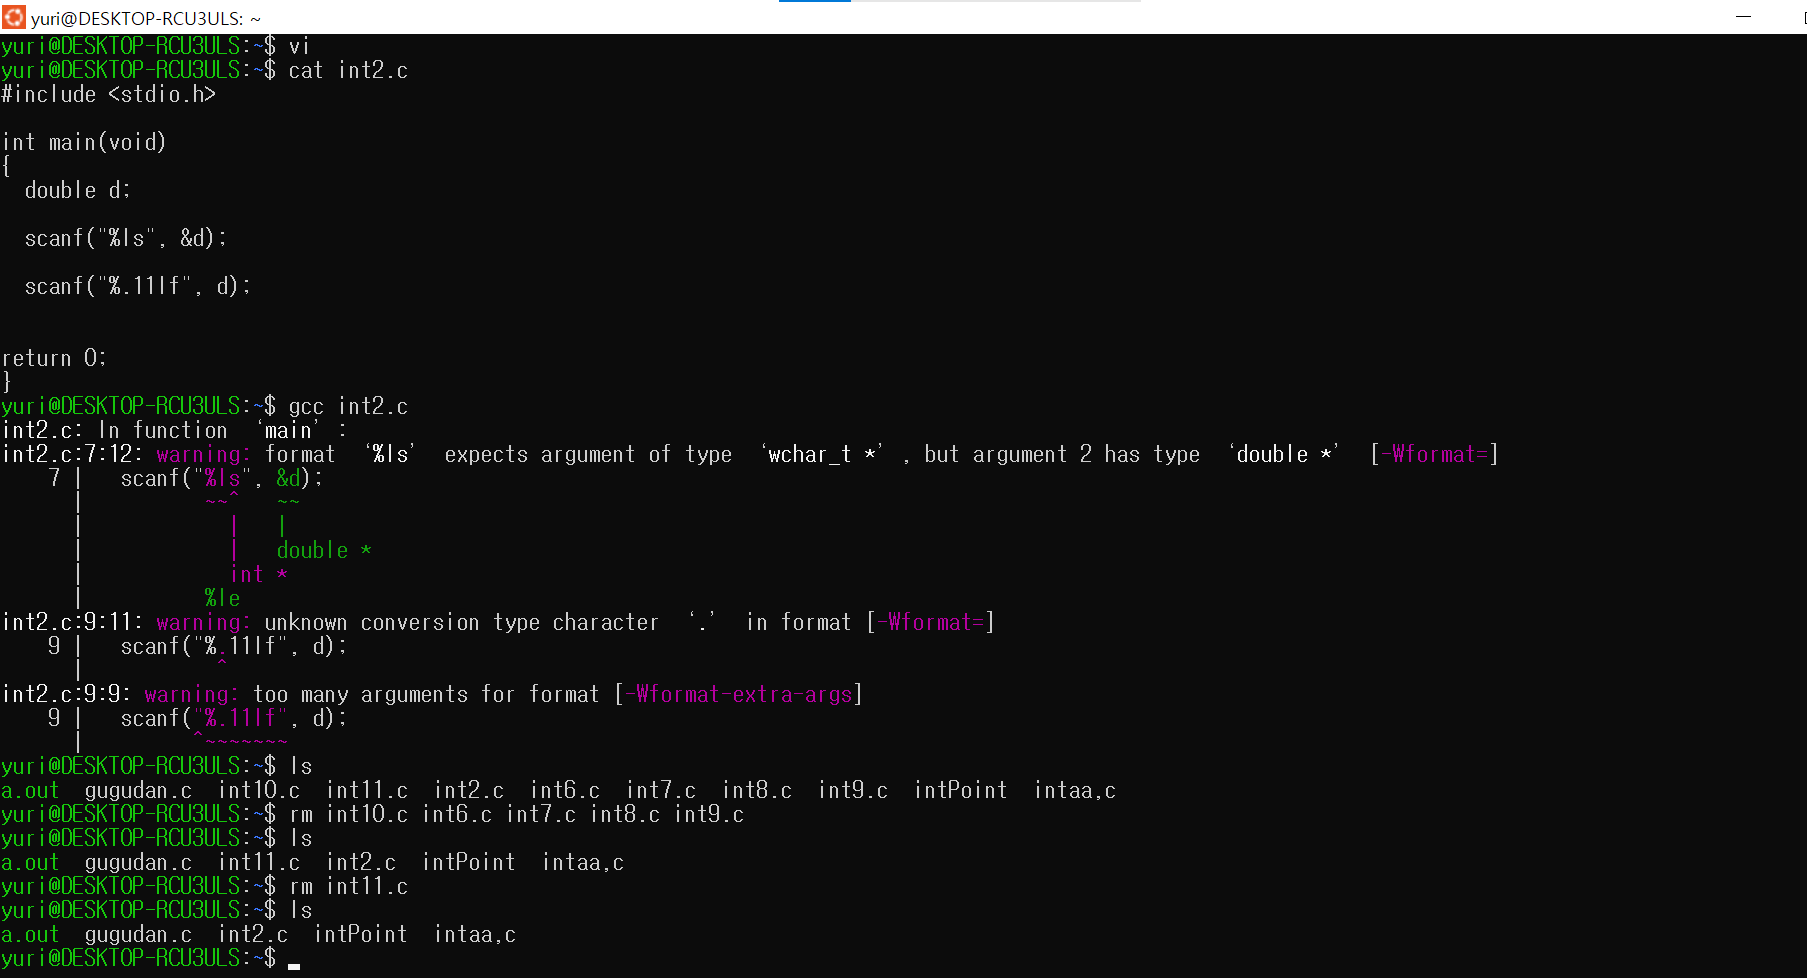 yuri@DESKTOP-RCU3ULS: ~
yuri@DESKTOP-RCU3ULS:~$ vi
yuri@DESKTOP-RCU3ULS:~$ cat int2.c
#include <stdio.h>
int main(void)
{
  double d;
  scanf("%ls", &d);
  scanf("%.11lf", d);
return 0;
}
yuri@DESKTOP-RCU3ULS:~$ gcc int2.c
int2.c: In function ‘main’:
int2.c:7:12: warning: format ‘%ls’ expects argument of type ‘wchar_t *’, but argument 2 has type ‘double *’ [-Wformat=]
    7 |   scanf("%ls", &d);
      |          ~~^   ~~
      |            |   |
      |            |   double *
      |            int *
      |          %le
int2.c:9:11: warning: unknown conversion type character ‘.’ in format [-Wformat=]
    9 |   scanf("%.11lf", d);
      |           ^
int2.c:9:9: warning: too many arguments for format [-Wformat-extra-args]
    9 |   scanf("%.11lf", d);
      |         ^~~~~~~~
yuri@DESKTOP-RCU3ULS:~$ ls
a.out  gugudan.c  int10.c  int11.c  int2.c  int6.c  int7.c  int8.c  int9.c  intPoint  intaa,c
yuri@DESKTOP-RCU3ULS:~$ rm int10.c int6.c int7.c int8.c int9.c
yuri@DESKTOP-RCU3ULS:~$ ls
a.out  gugudan.c  int11.c  int2.c  intPoint  intaa,c
yuri@DESKTOP-RCU3ULS:~$ rm int11.c
yuri@DESKTOP-RCU3ULS:~$ ls
a.out  gugudan.c  int2.c  intPoint  intaa,c
yuri@DESKTOP-RCU3ULS:~$